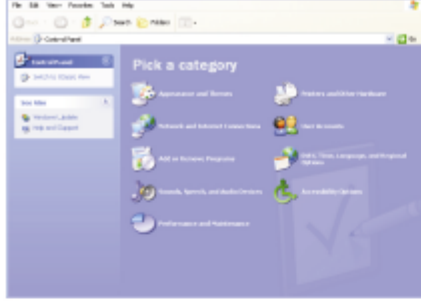 File Edit View Favorites Tools Help
Search Folders
Control Panel Go
Control Panel
Switch to Classic View
See Also
Windows Update
Help and Support
Pick a category
Appearance and Themes
Printers and Other Hardware
Network and Internet Connections
User Accounts
Add or Remove Programs
Date, Time, Language, and Regional Options
Sounds, Speech, and Audio Devices
Accessibility Options
Performance and Maintenance